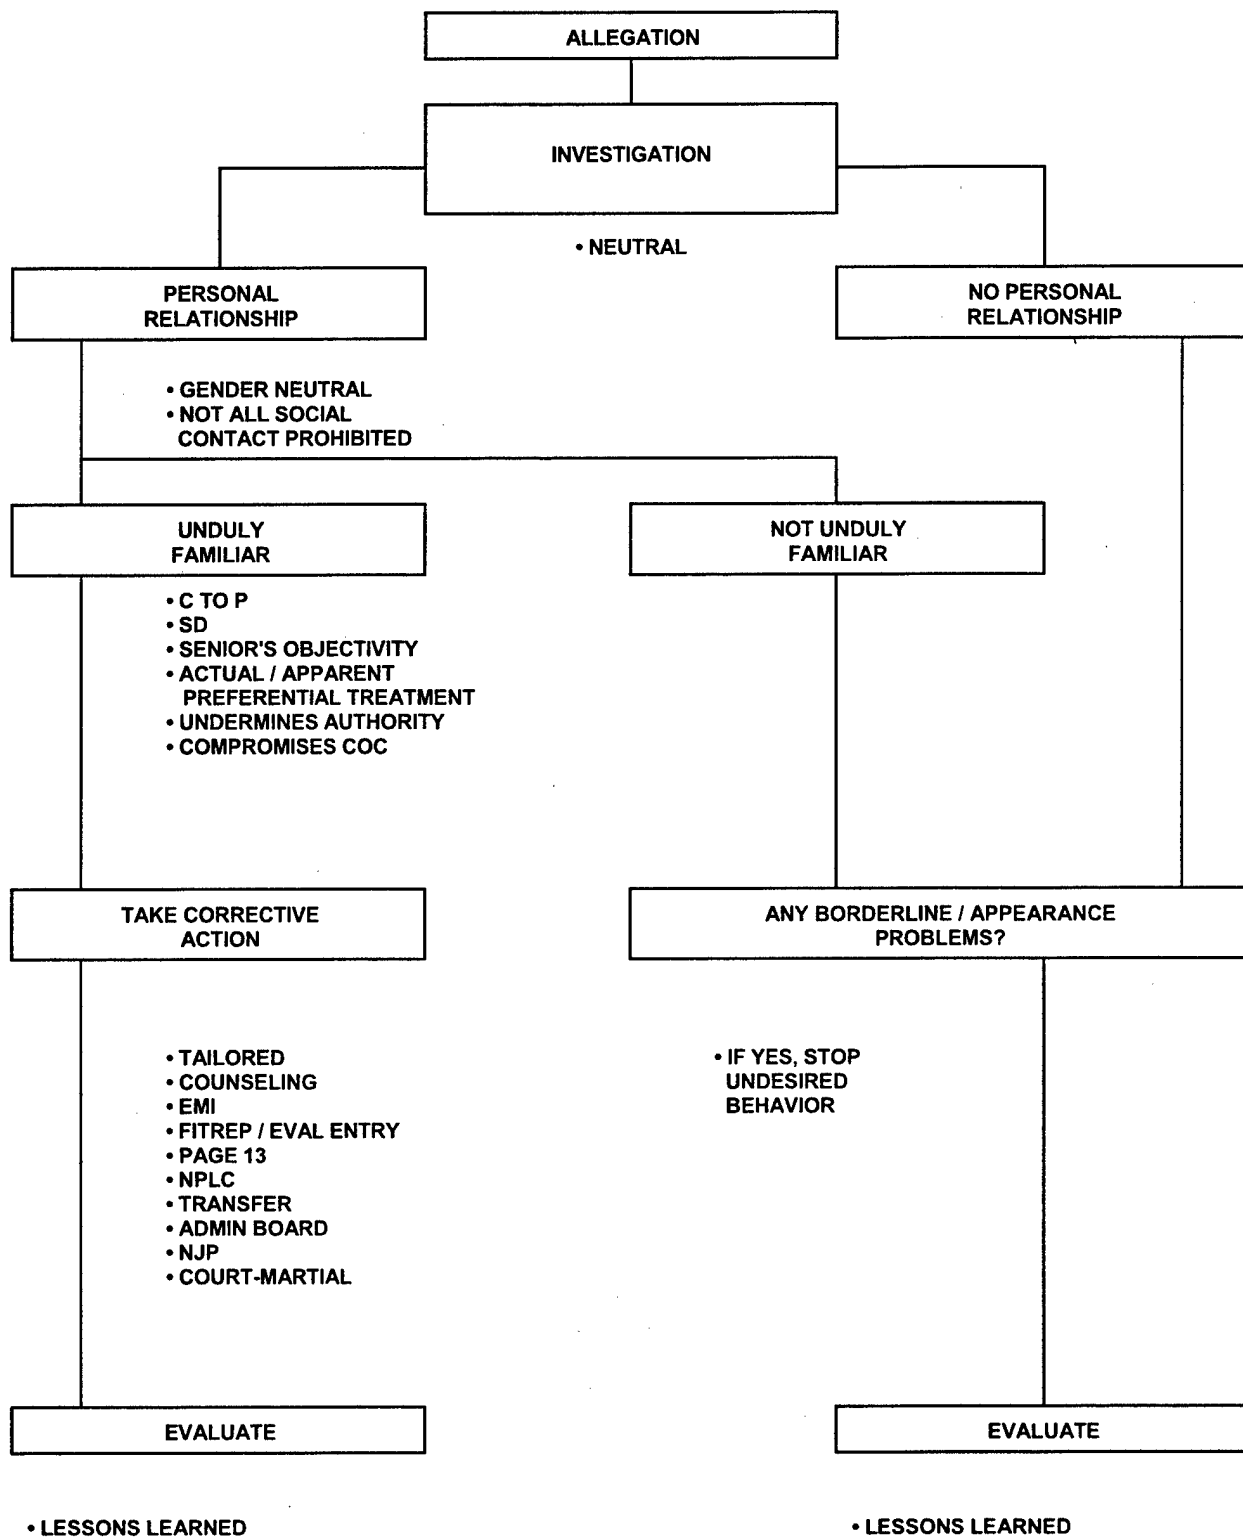 ALLEGATION
INVESTIGATION
• NEUTRAL
PERSONAL
RELATIONSHIP
NO PERSONAL
RELATIONSHIP
• GENDER NEUTRAL
• NOT ALL SOCIAL
CONTACT PROHIBITED
UNDULY
FAMILIAR
NOT UNDULY
FAMILIAR
• C TO P
• SD
• SENIOR'S OBJECTIVITY
• ACTUAL / APPARENT
PREFERENTIAL TREATMENT
• UNDERMINES AUTHORITY
• COMPROMISES COC
TAKE CORRECTIVE
ACTION
ANY BORDERLINE / APPEARANCE
PROBLEMS?
• TAILORED
• COUNSELING
• EMI
• FITREP / EVAL ENTRY
• PAGE 13
• NPLC
• TRANSFER
• ADMIN BOARD
• NJP
• COURT-MARTIAL
• IF YES, STOP
UNDESIRED
BEHAVIOR
EVALUATE
EVALUATE
• LESSONS LEARNED
• LESSONS LEARNED